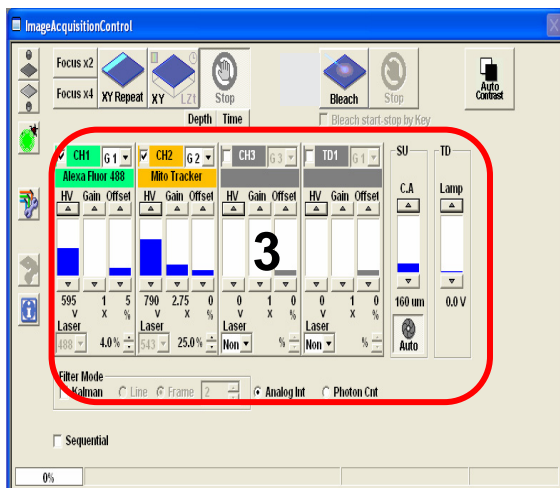 ImageAcquisitionControl
Focus x2
Focus x4
XY Repeat
XY
LZt
Stop
Bleach
Stop
Auto
Contrast
Depth Time
Bleach start-stop by Key
CH1 G 1 CH2 G 2 CH3 G 3 TD1 G 1 SU TD
Alexa Fluor 488 Mito Tracker
HV Gain Offset HV Gain Offset HV Gain Offset HV Gain Offset C.A Lamp
3
595 1 5 790 2.75 0 0 1 0 0 1 0 160 um 0.0 V
V X % V X % V X % V X %
Laser Laser Laser Laser
488 4.0 % 543 25.0 % Non % Non % Auto
Filter Mode
Kalman Line Frame 2 Analog Int Photon Cnt
Sequential
0%